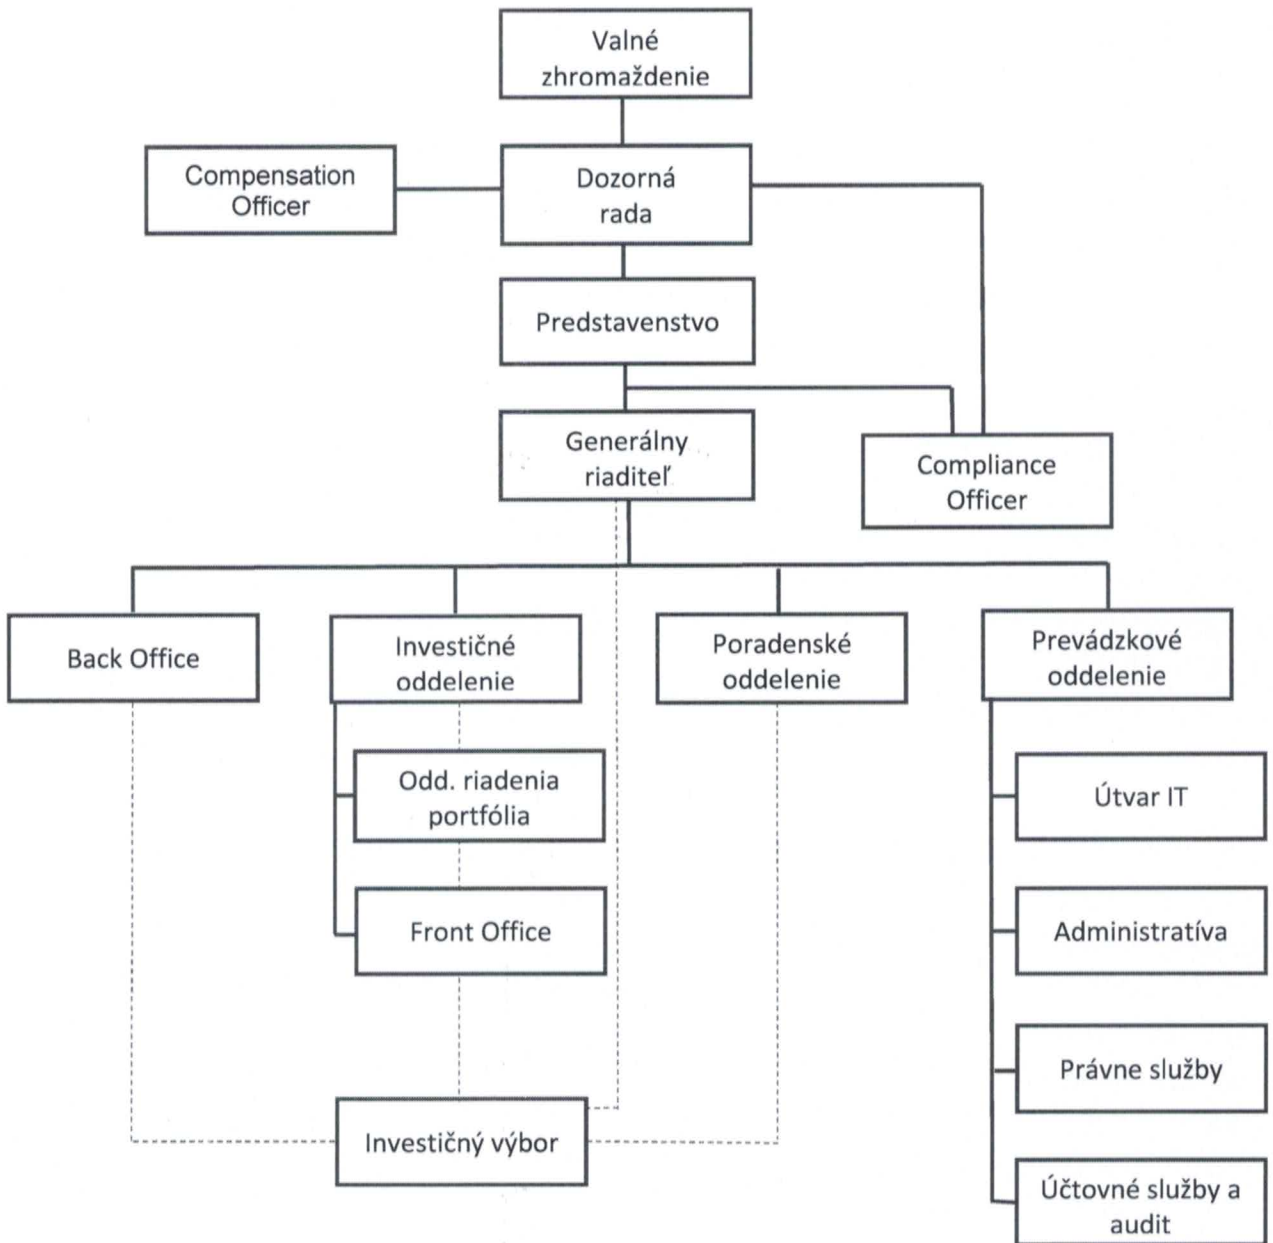 Valné
zhromaždenie
Compensation
Officer
Dozorná
rada
Predstavenstvo
Generálny
riaditeľ
Compliance
Officer
Back Office
Investičné
oddelenie
Poradenské
oddelenie
Prevádzkové
oddelenie
Odd. riadenia
portfólia
Útvar IT
Front Office
Administratíva
Právne služby
Investičný výbor
Účtovné služby a
audit